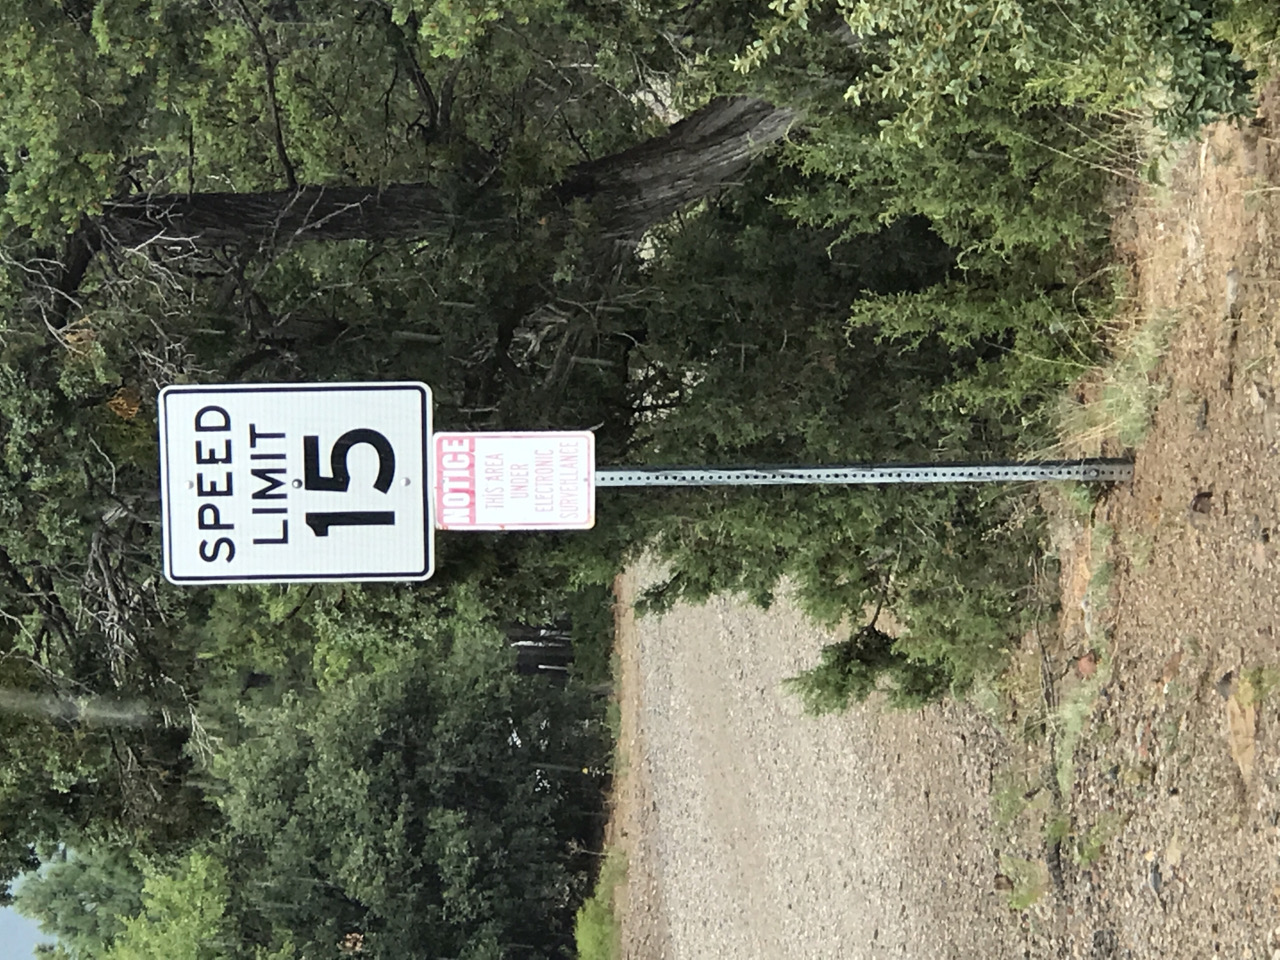 SPEED
LIMIT
15
NOTICE
THIS AREA
UNDER
ELECTRONIC
SURVEILLANCE